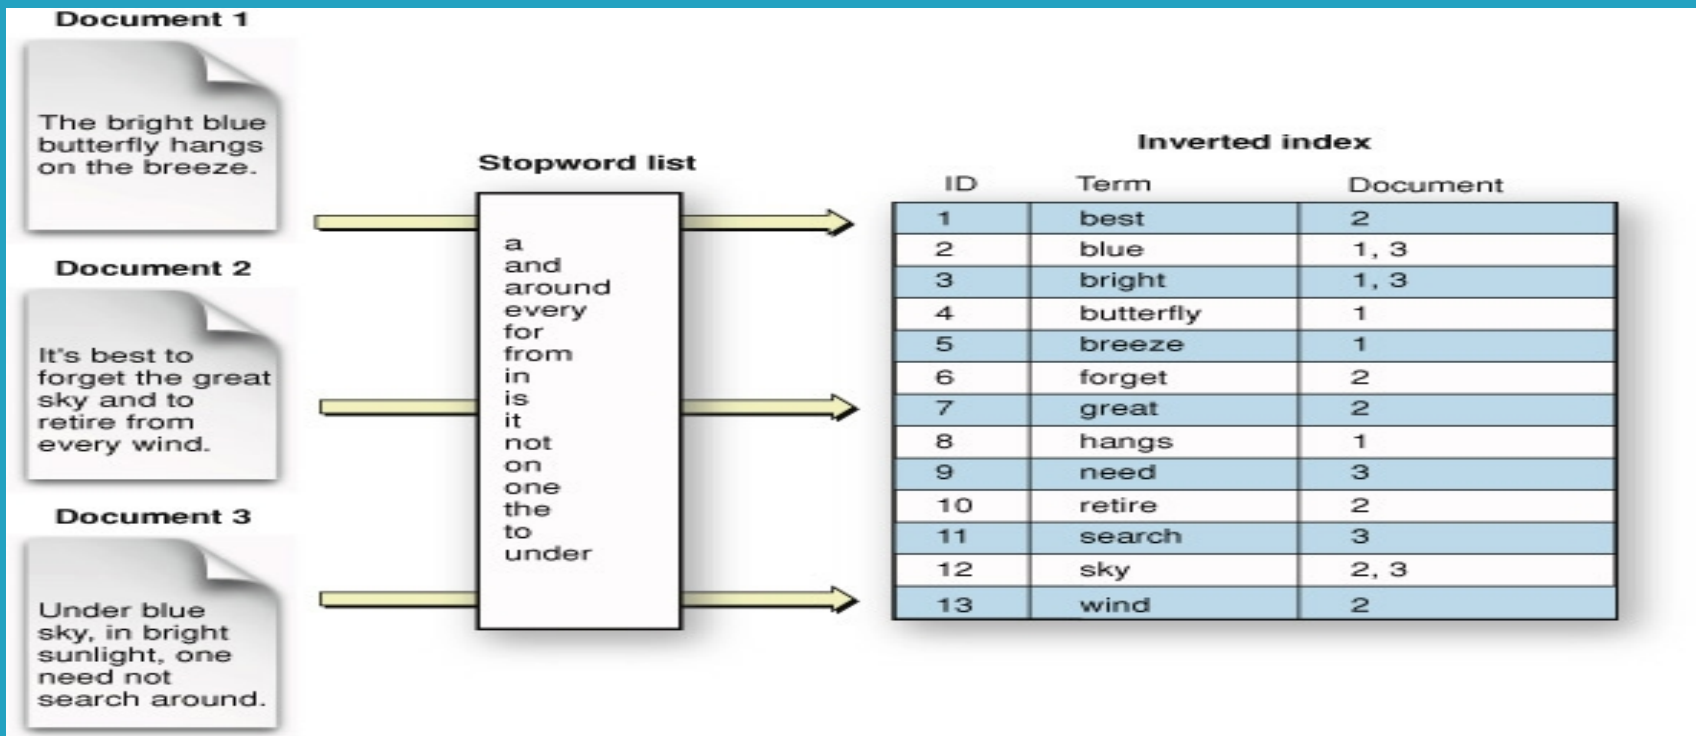 Document 1
The bright blue
butterfly hangs
on the breeze.
Document 2
It's best to
forget the great
sky and to
retire from
every wind.
Document 3
Under blue
sky, in bright
sunlight, one
need not
search around.
Stopword list
a
and
around
every
for
from
in
is
it
not
on
one
the
to
under
Inverted index
ID Term Document
1 best 2
2 blue 1, 3
3 bright 1, 3
4 butterfly 1
5 breeze 1
6 forget 2
7 great 2
8 hangs 1
9 need 3
10 retire 2
11 search 3
12 sky 2, 3
13 wind 2